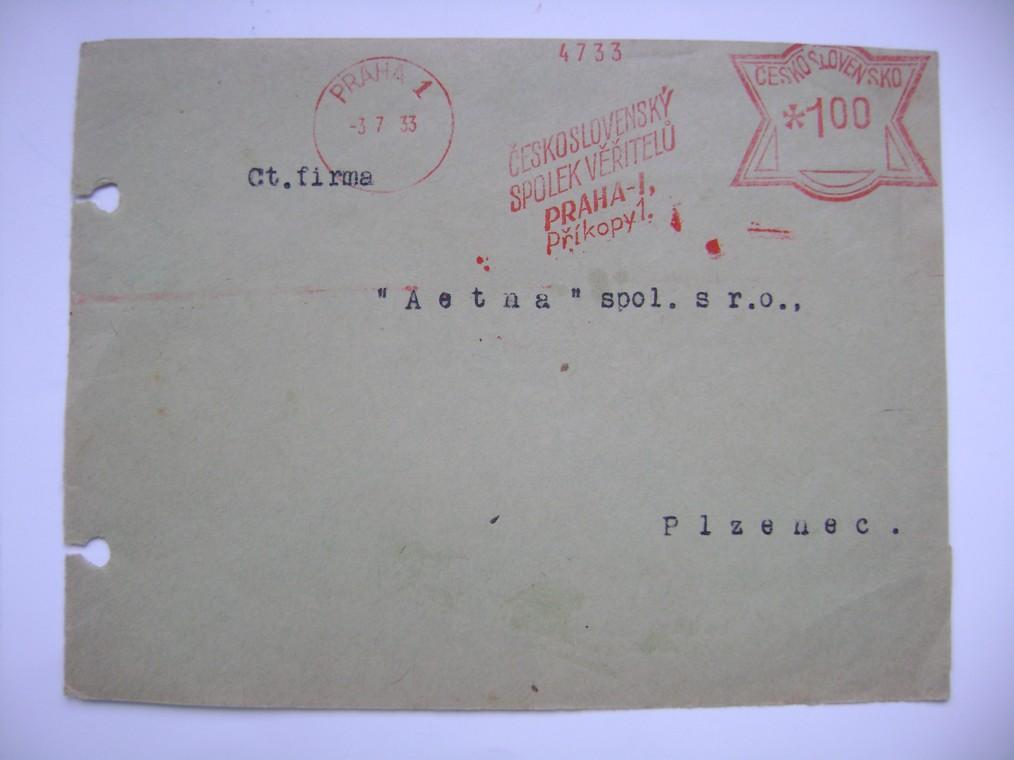 4733
PRAHA 1
-3 7 33
ČESKOSLOVENSKO
*100
ČESKOSLOVENSKÝ
SPOLEK VĚŘITELŮ
PRAHA-I,
Příkopy 1.
Ct.firma
"Aetna" spol. s r.o.,
Plzenec.